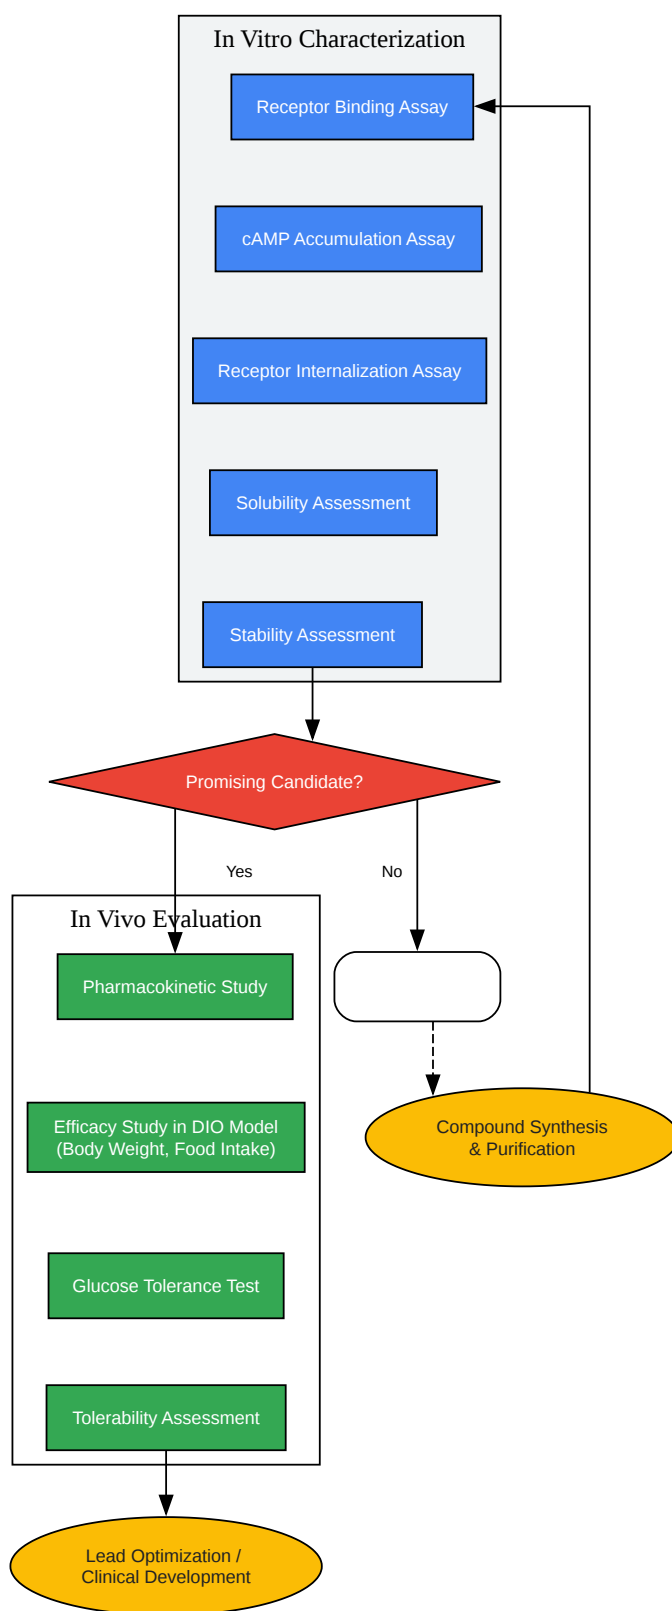 In Vitro Characterization
Receptor Binding Assay
cAMP Accumulation Assay
Receptor Internalization Assay
Solubility Assessment
Stability Assessment
Promising Candidate?
Yes
No
In Vivo Evaluation
Pharmacokinetic Study
Efficacy Study in DIO Model
(Body Weight, Food Intake)
Compound Synthesis
& Purification
Glucose Tolerance Test
Tolerability Assessment
Lead Optimization /
Clinical Development